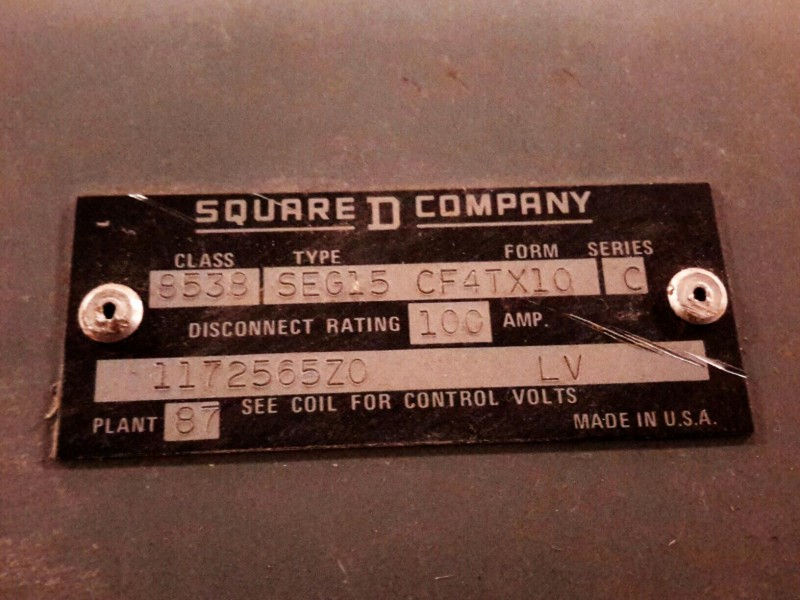 SQUARE D COMPANY
CLASS TYPE FORM SERIES
8538 SEG15 CF4TX10 C
DISCONNECT RATING 100 AMP.
1172565Z0 LV
SEE COIL FOR CONTROL VOLTS
PLANT 87 MADE IN U.S.A.